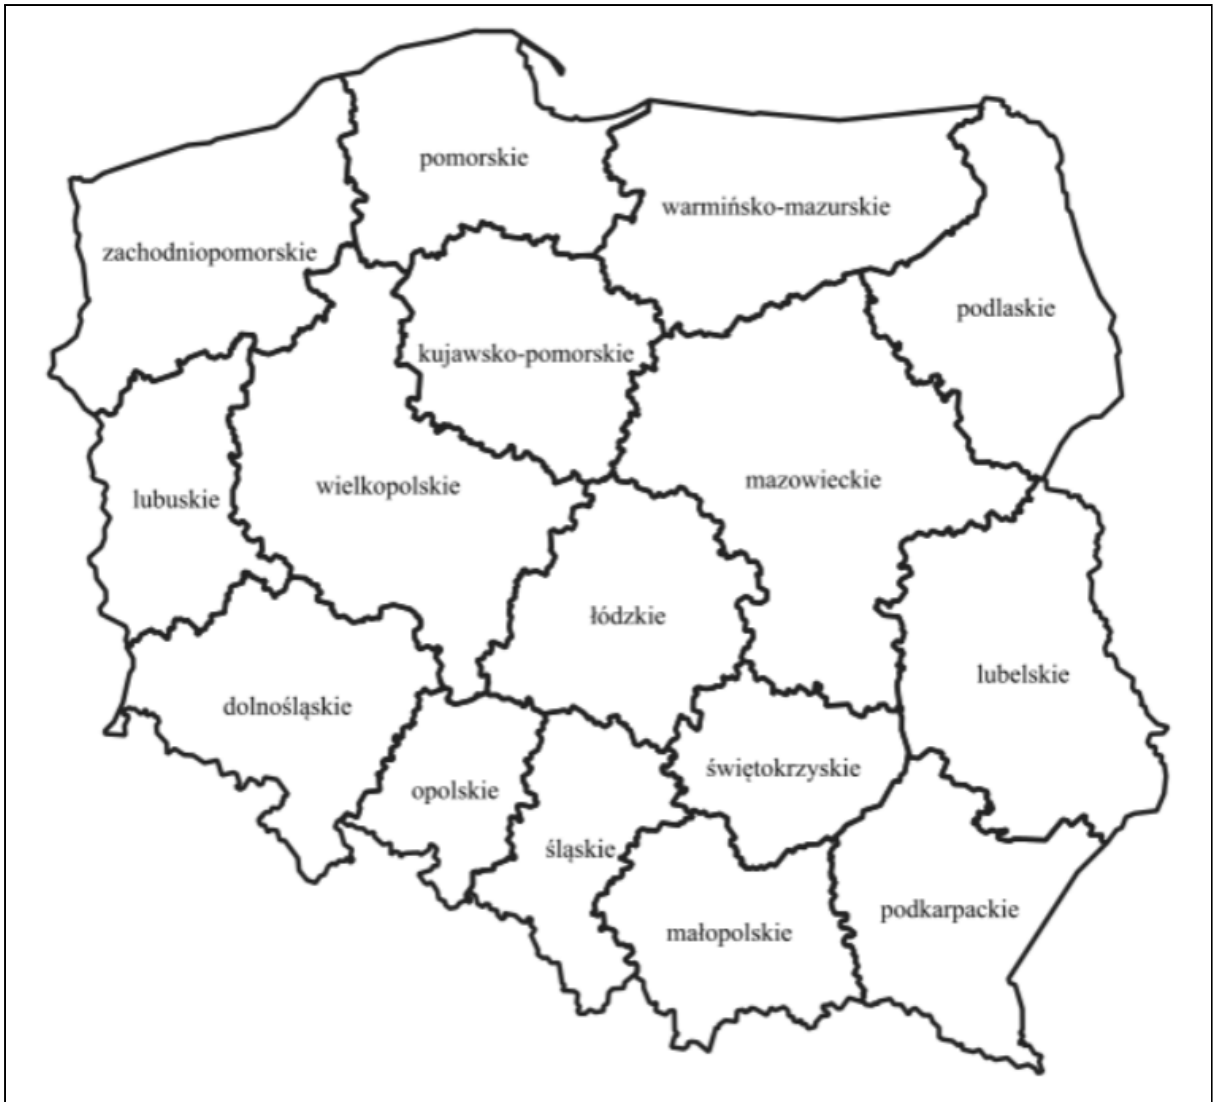 pomorskie
warmińsko-mazurskie
zachodniopomorskie
podlaskie
kujawsko-pomorskie
mazowieckie
wielkopolskie
lubuskie
łódzkie
lubelskie
dolnośląskie
świętokrzyskie
opolskie
śląskie
podkarpackie
małopolskie